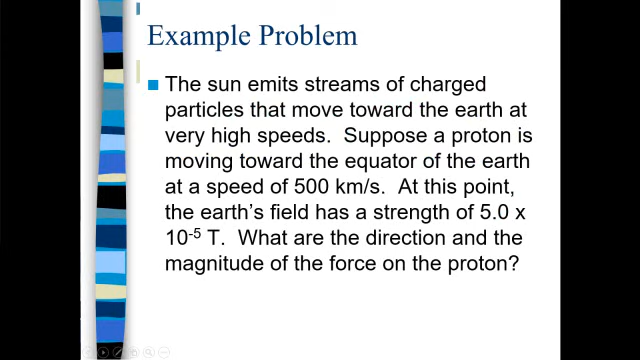 Example Problem
The sun emits streams of charged
particles that move toward the earth at
very high speeds. Suppose a proton is
moving toward the equator of the earth
at a speed of 500 km/s. At this point,
the earth's field has a strength of 5.0 x
10⁻⁵ T. What are the direction and the
magnitude of the force on the proton?